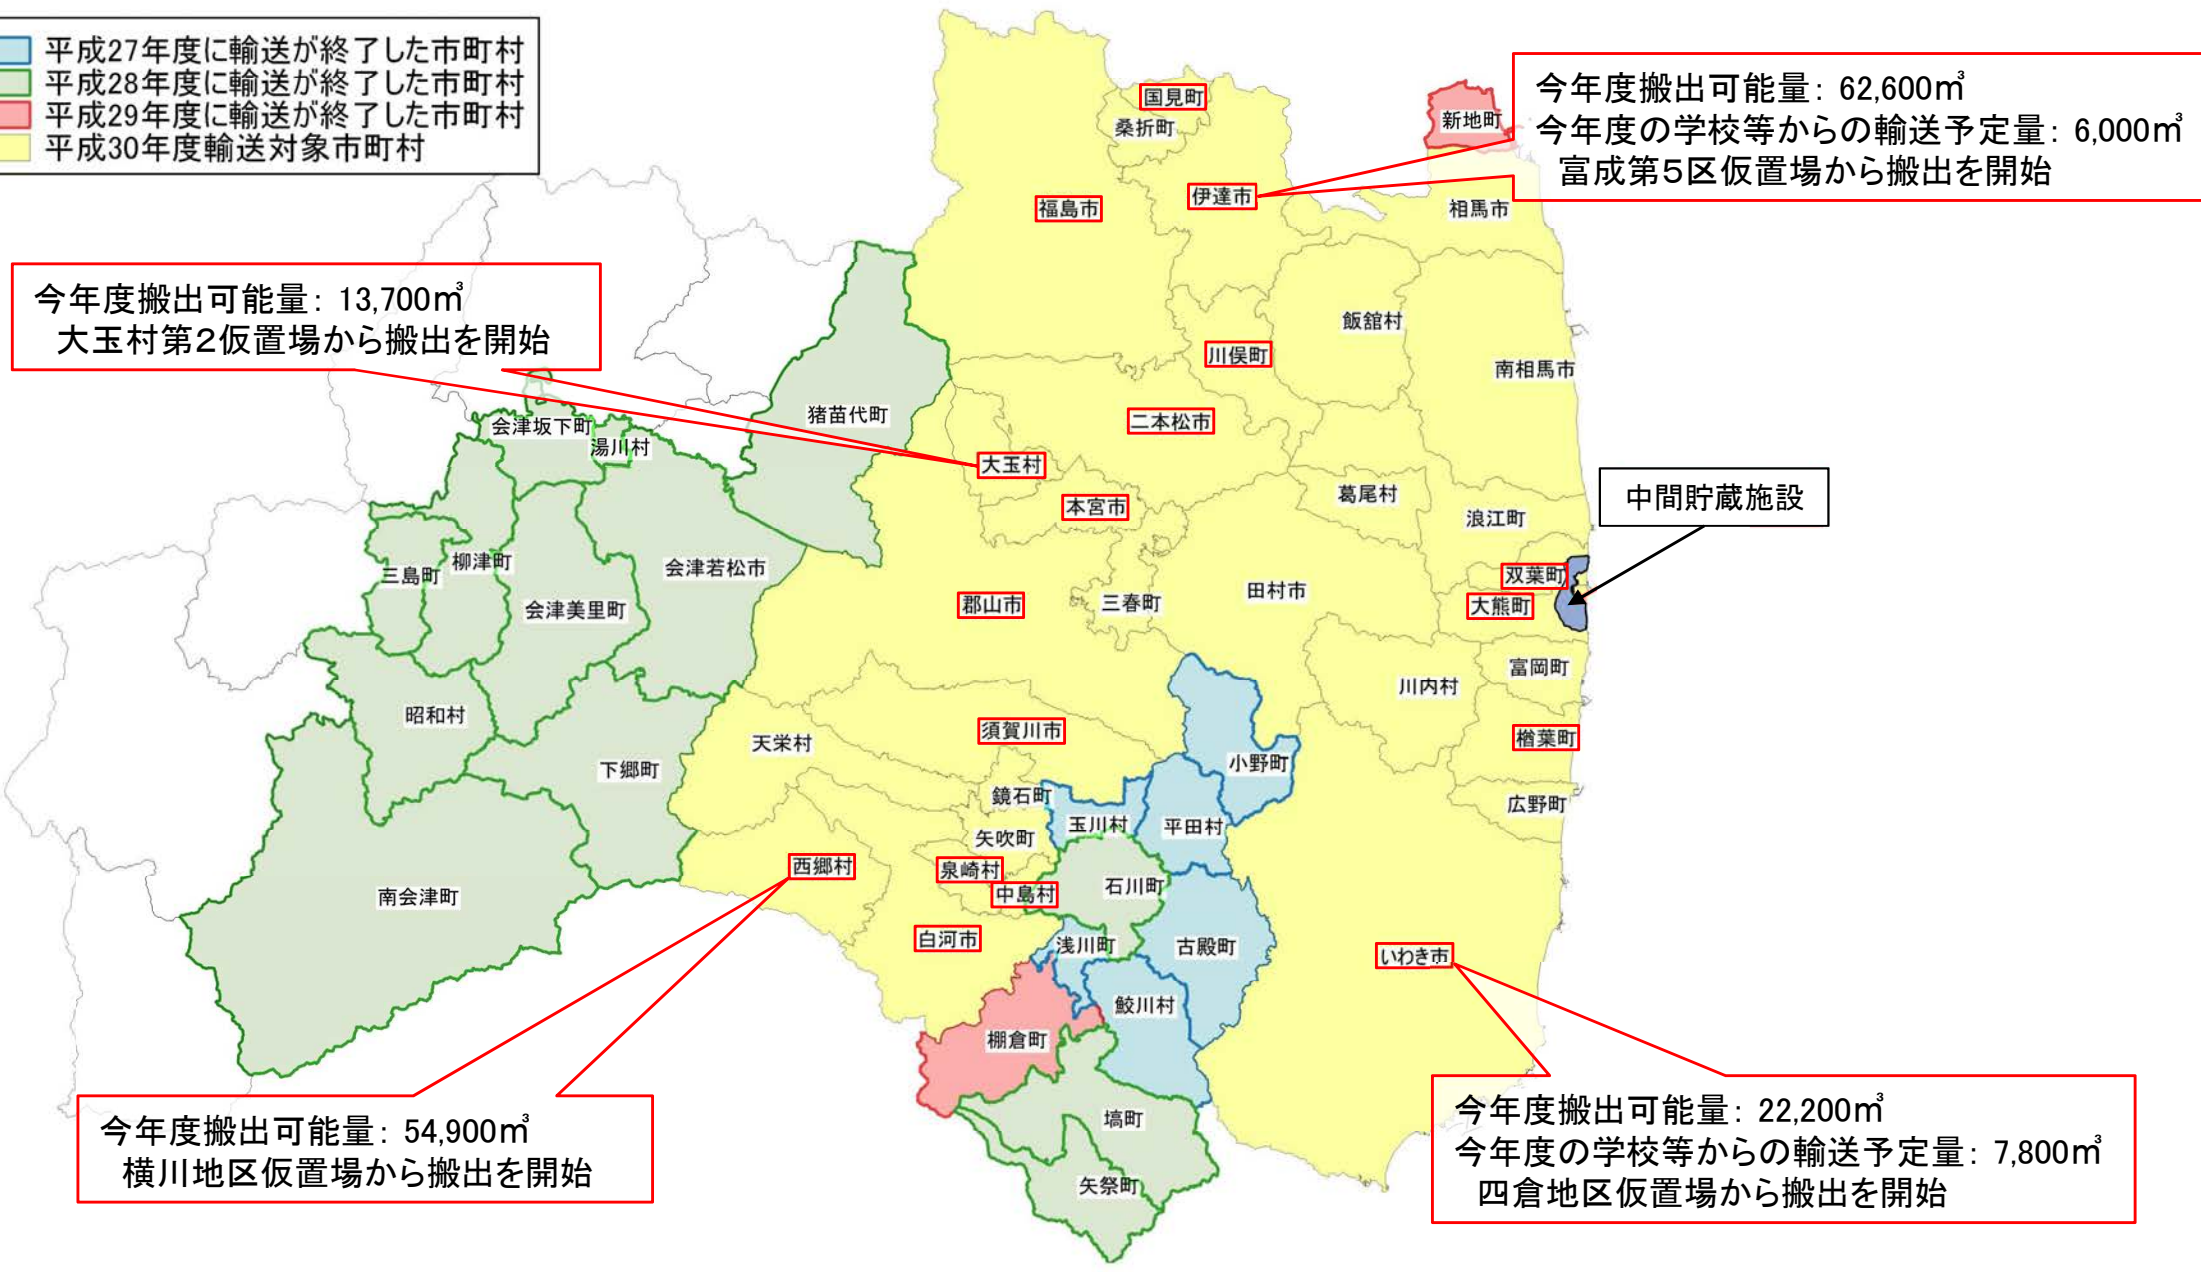 平成27年度に輸送が終了した市町村
平成28年度に輸送が終了した市町村
平成29年度に輸送が終了した市町村
平成30年度輸送対象市町村
今年度搬出可能量：62,600㎥
今年度の学校等からの輸送予定量：6,000㎥
富成第５区仮置場から搬出を開始
国見町
桑折町
新地町
伊達市
福島市
相馬市
今年度搬出可能量：13,700㎥
大玉村第２仮置場から搬出を開始
飯舘村
川俣町
南相馬市
猪苗代町
二本松市
会津坂下町
湯川村
大玉村
葛尾村
本宮市
浪江町
中間貯蔵施設
柳津町
三島町
会津若松市
双葉町
田村市
会津美里町
郡山市
三春町
大熊町
富岡町
川内村
昭和村
須賀川市
天栄村
楢葉町
下郷町
小野町
鏡石町
広野町
玉川村
平田村
矢吹町
西郷村
泉崎村
中島村
石川町
南会津町
白河市
浅川町
古殿町
いわき市
鮫川村
棚倉町
今年度搬出可能量：54,900㎥
横川地区仮置場から搬出を開始
塙町
矢祭町
今年度搬出可能量：22,200㎥
今年度の学校等からの輸送予定量：7,800㎥
四倉地区仮置場から搬出を開始